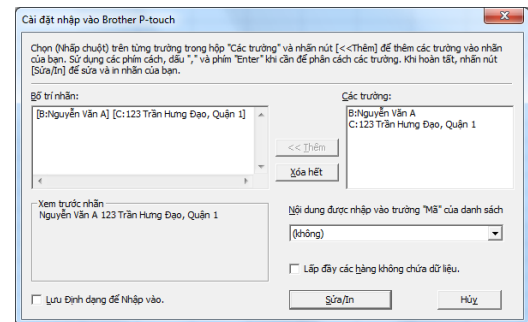 Cài đặt nhập vào Brother P-touch
Chọn (Nhấp chuột) trên từng trường trong hộp "Các trường" và nhấn nút [<<Thêm] để thêm các trường vào nhãn
của bạn. Sử dụng các phím cách, dấu "," và phím "Enter" khi cần để phân cách các trường. Khi hoàn tất, nhấn nút
[Sửa/In] để sửa và in nhãn của bạn.
Bố trí nhãn:
[B:Nguyễn Văn A] [C:123 Trần Hưng Đạo, Quận 1]
Các trường:
B:Nguyễn Văn A
C:123 Trần Hưng Đạo, Quận 1
<< Thêm
Xóa hết
Xem trước nhãn
Nguyễn Văn A 123 Trần Hưng Đạo, Quận 1
Nội dung được nhập vào trường "Mã" của danh sách
(không)
Lấp đầy các hàng không chứa dữ liệu.
Lưu Định dạng để Nhập vào.
Sửa/In
Hủy